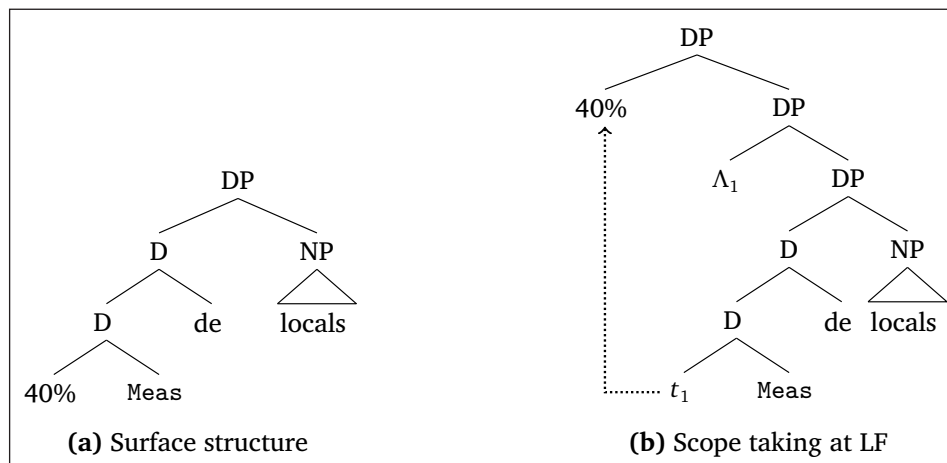 DP
40% DP
Λ₁ DP
DP
D NP
D NP
D de locals
D de locals
40% Meas
t₁ Meas
(a) Surface structure
(b) Scope taking at LF